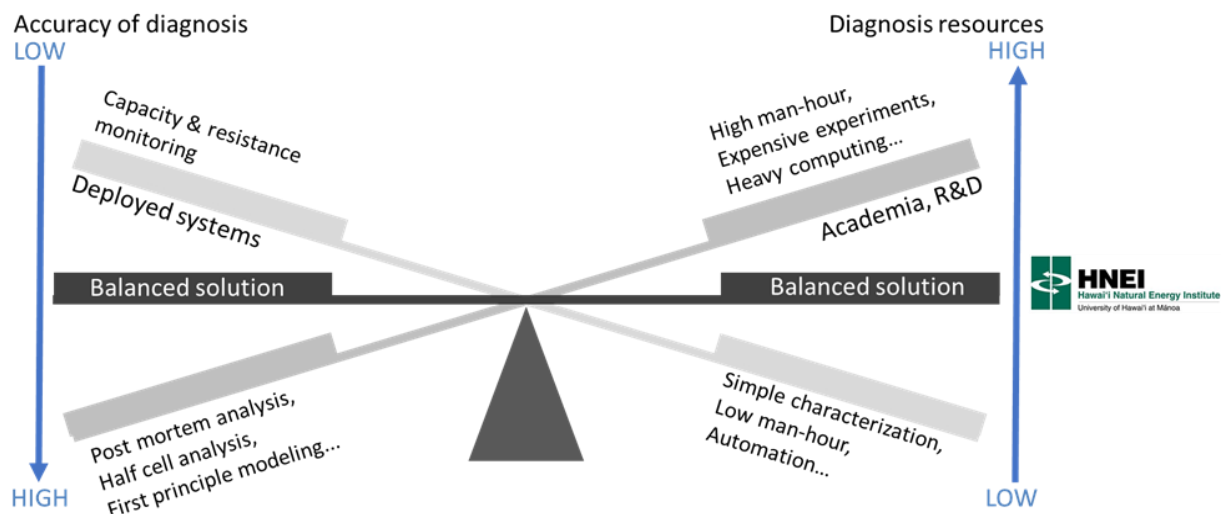 Accuracy of diagnosis
LOW
Diagnosis resources
HIGH
Capacity & resistance
monitoring
Deployed systems
High man-hour,
Expensive experiments,
Heavy computing...
Academia, R&D
Balanced solution
Balanced solution
HNEI
Hawai‘i Natural Energy Institute
University of Hawai‘i at Mānoa
Post mortem analysis,
Half cell analysis,
First principle modeling...
Simple characterization,
Low man-hour,
Automation...
HIGH
LOW